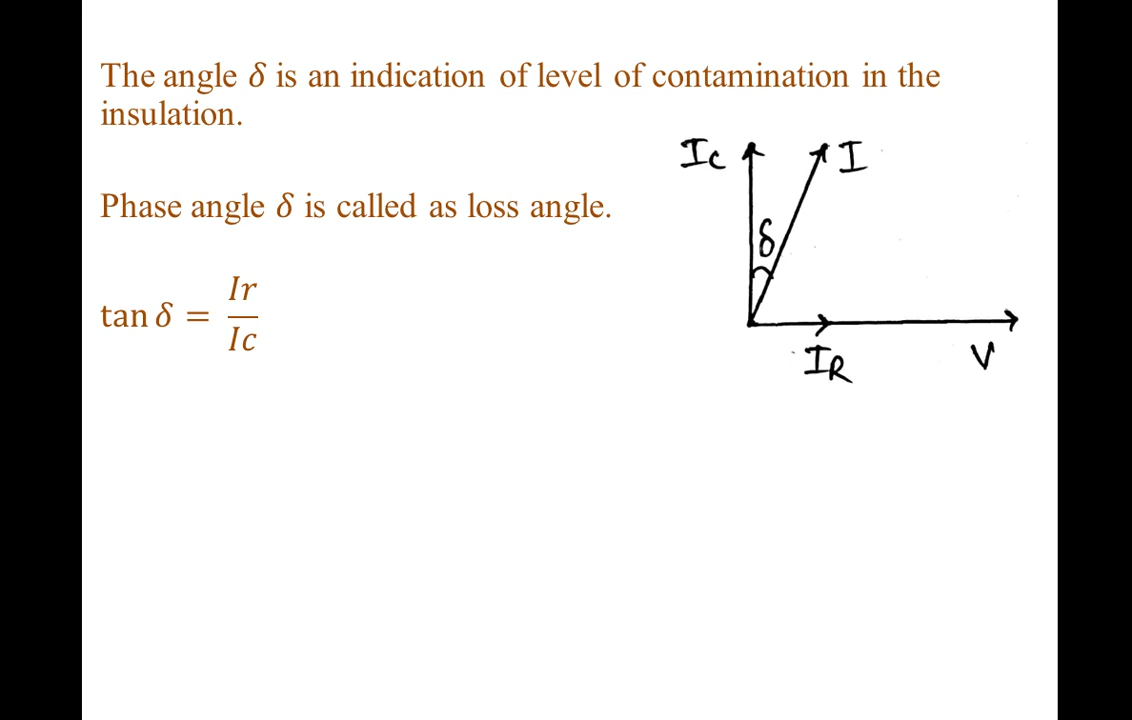 The angle δ is an indication of level of contamination in the
insulation.
Ic
I
δ
Phase angle δ is called as loss angle.
tan δ = Ir/Ic
IR
V